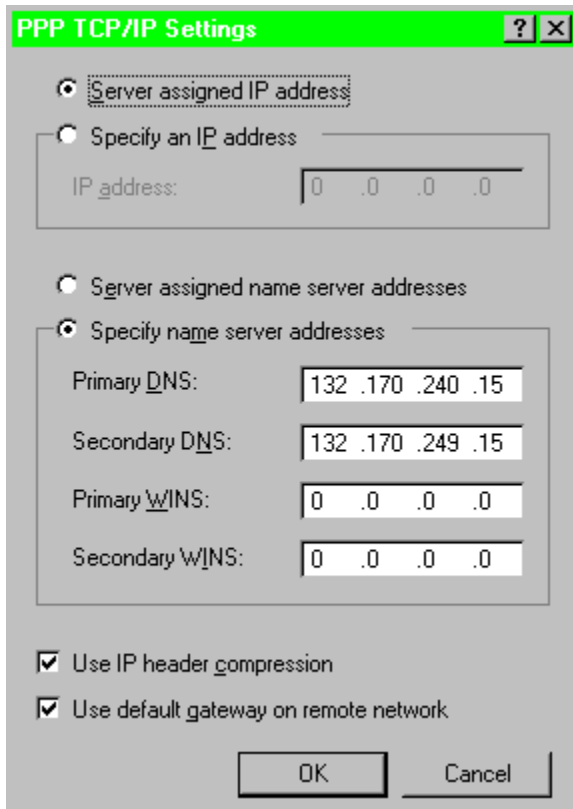 PPP TCP/IP Settings ? X
Server assigned IP address
Specify an IP address
IP address: 0 .0 .0 .0
Server assigned name server addresses
Specify name server addresses
Primary DNS: 132 .170 .240 .15
Secondary DNS: 132 .170 .249 .15
Primary WINS: 0 .0 .0 .0
Secondary WINS: 0 .0 .0 .0
Use IP header compression
Use default gateway on remote network
OK Cancel